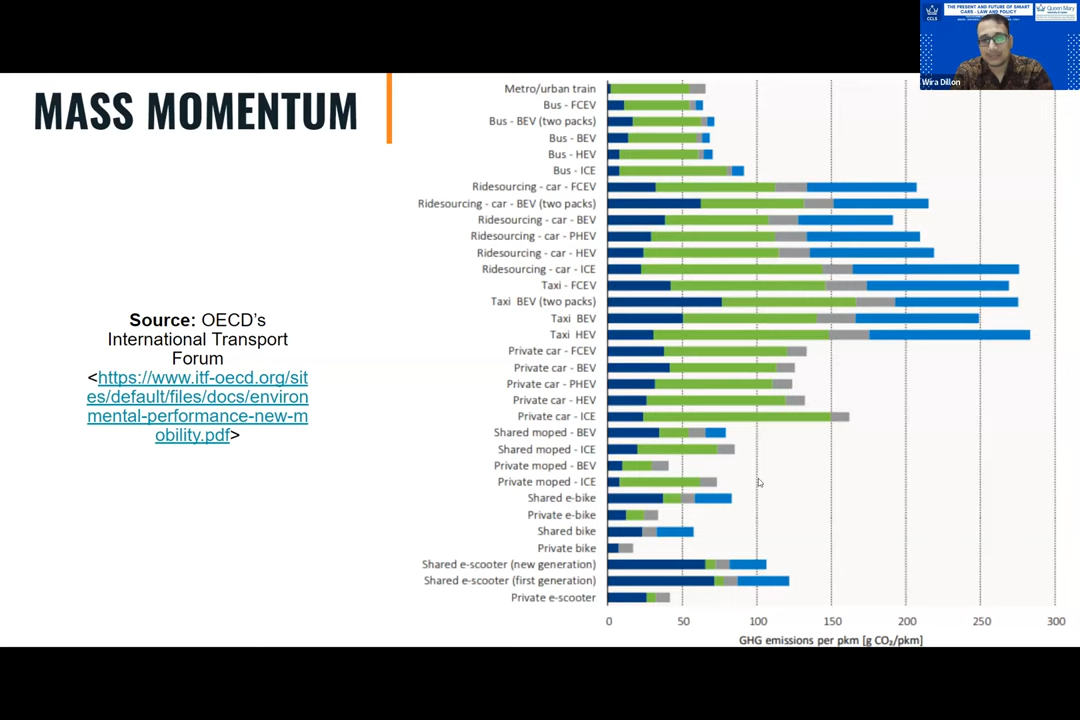 THE PRESENT AND FUTURE OF SMART
CARS - LAW AND POLICY
CCLS
Queen Mary
Wira Dillon
MASS MOMENTUM
Source: OECD's
International Transport
Forum
<https://www.itf-oecd.org/sit
es/default/files/docs/environ
mental-performance-new-m
obility.pdf>
Metro/urban train
Bus - FCEV
Bus - BEV (two packs)
Bus - BEV
Bus - HEV
Bus - ICE
Ridesourcing - car - FCEV
Ridesourcing - car - BEV (two packs)
Ridesourcing - car - BEV
Ridesourcing - car - PHEV
Ridesourcing - car - HEV
Ridesourcing - car - ICE
Taxi - FCEV
Taxi BEV (two packs)
Taxi BEV
Taxi HEV
Private car - FCEV
Private car - BEV
Private car - PHEV
Private car - HEV
Private car - ICE
Shared moped - BEV
Shared moped - ICE
Private moped - BEV
Private moped - ICE
Shared e-bike
Private e-bike
Shared bike
Private bike
Shared e-scooter (new generation)
Shared e-scooter (first generation)
Private e-scooter
0 50 100 150 200 250 300
GHG emissions per pkm [g CO₂/pkm]